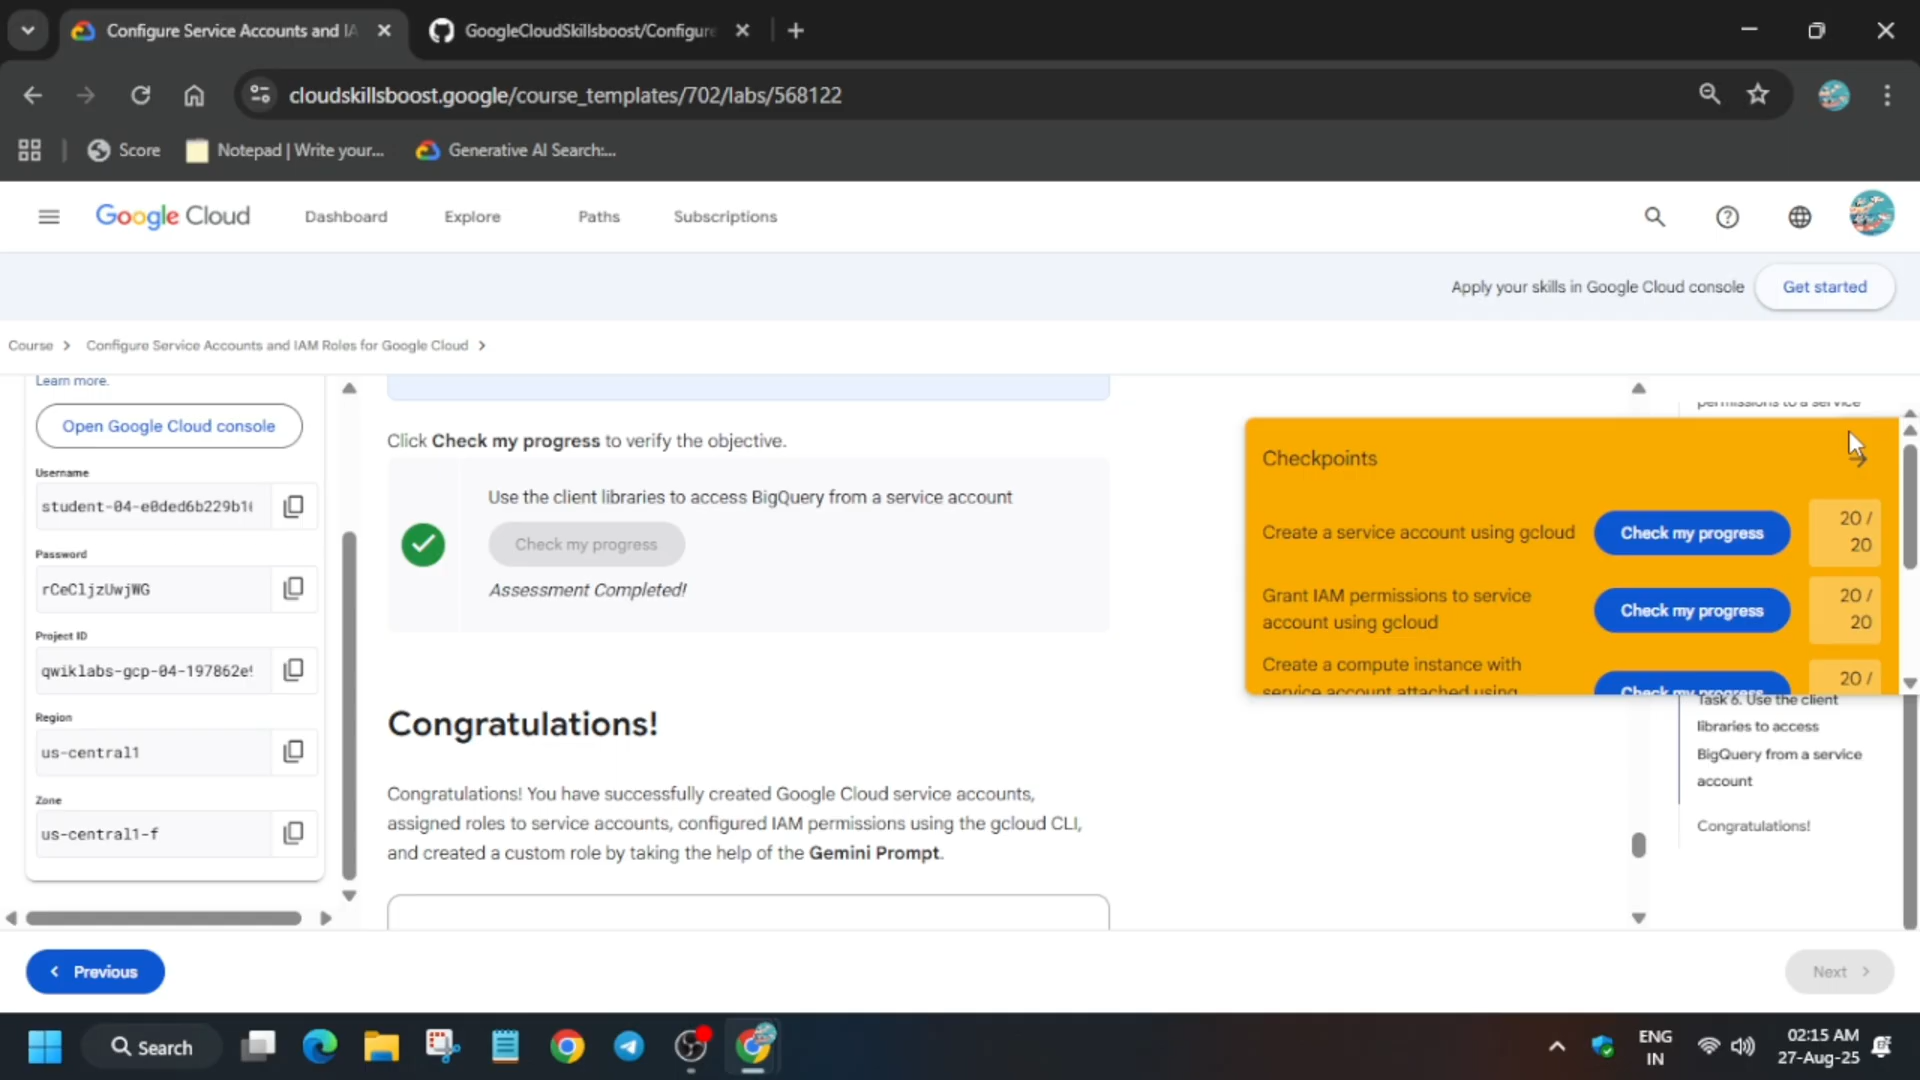 Configure Service Accounts and IA
GoogleCloudSkillsboost/Configure
cloudskillsboost.google/course_templates/702/labs/568122
Score
Notepad | Write your...
Generative AI Search:...
Google Cloud
Dashboard
Explore
Paths
Subscriptions
Apply your skills in Google Cloud console
Get started
Course
Configure Service Accounts and IAM Roles for Google Cloud
Learn more.
Open Google Cloud console
Username
student-04-e0ded6b229b1
Password
rCeCljzUwjWG
Project ID
qwiklabs-gcp-04-197862e
Region
us-central1
Zone
us-central1-f
Click Check my progress to verify the objective.
Use the client libraries to access BigQuery from a service account
Check my progress
Assessment Completed!
Congratulations!
Congratulations! You have successfully created Google Cloud service accounts,
assigned roles to service accounts, configured IAM permissions using the gcloud CLI,
and created a custom role by taking the help of the Gemini Prompt.
permissions to a service
Checkpoints
Create a service account using gcloud
Check my progress
20 /
20
Grant IAM permissions to service
account using gcloud
Check my progress
20 /
20
Create a compute instance with
service account attached using
Check my progress
20 /
Task 6. Use the client
libraries to access
BigQuery from a service
account
Congratulations!
Previous
Next
Search
ENG
IN
02:15 AM
27-Aug-25